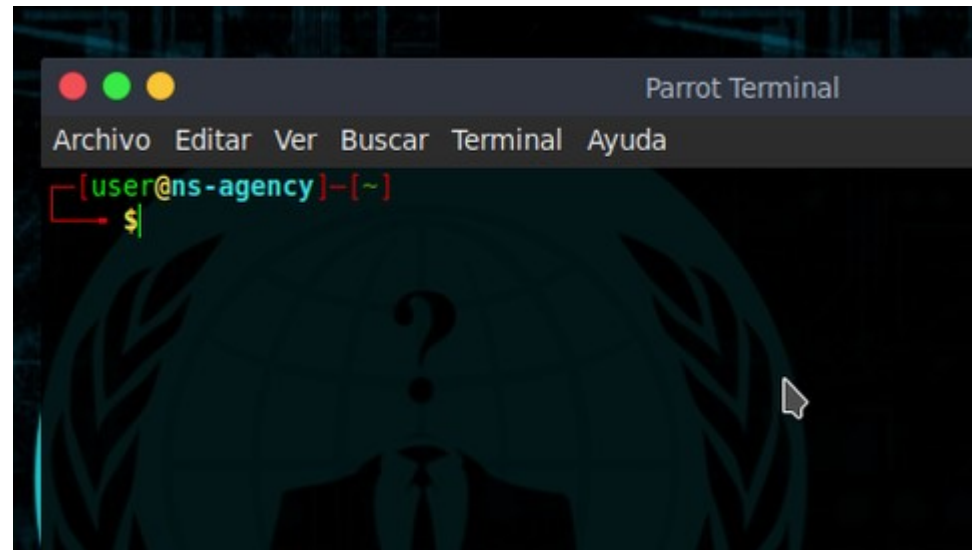 Parrot Terminal
Archivo Editar Ver Buscar Terminal Ayuda
┌─[user@ns-agency]─[~]
└──╼ $
?